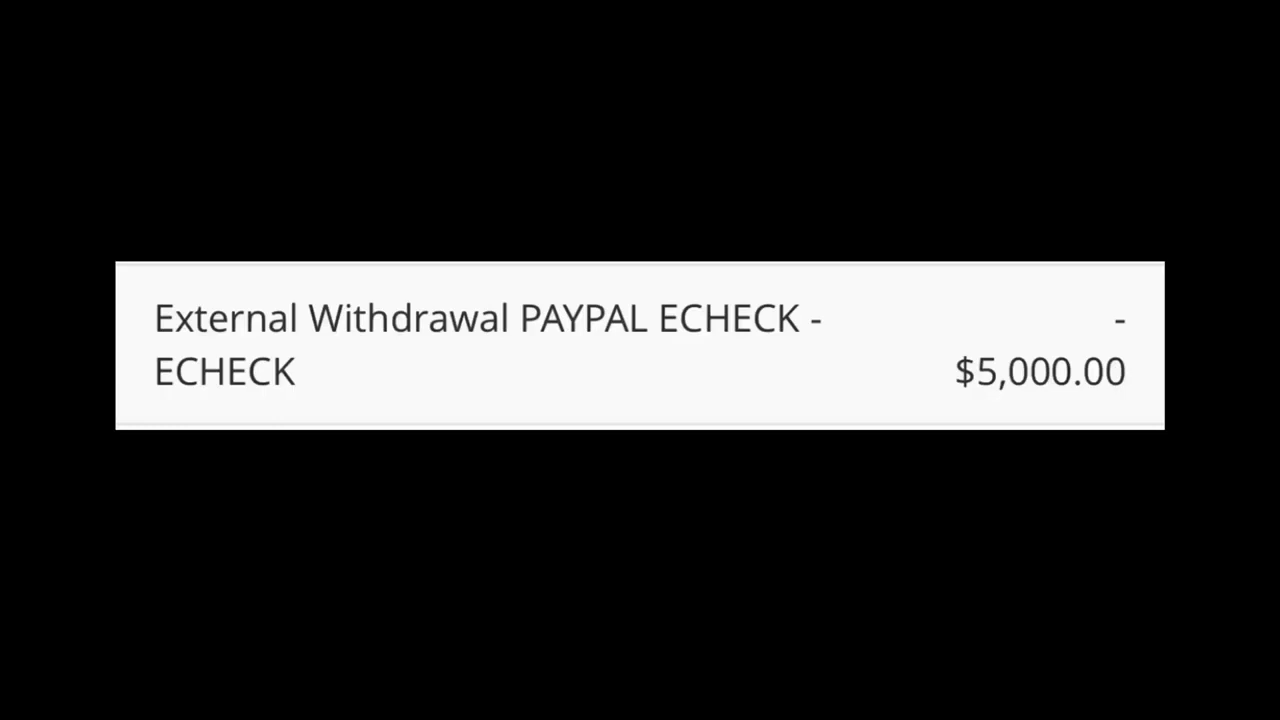 External Withdrawal PAYPAL ECHECK - -
ECHECK $5,000.00